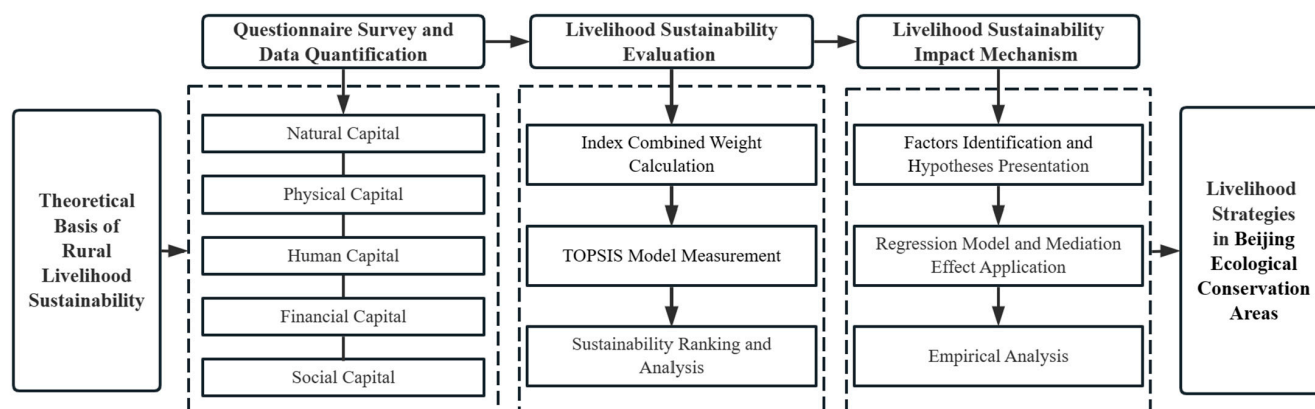 Questionnaire Survey and
Data Quantification
Livelihood Sustainability
Evaluation
Livelihood Sustainability
Impact Mechanism
Theoretical
Basis of
Rural
Livelihood
Sustainability
Natural Capital
Physical Capital
Human Capital
Financial Capital
Social Capital
Index Combined Weight
Calculation
TOPSIS Model Measurement
Sustainability Ranking and
Analysis
Factors Identification and
Hypotheses Presentation
Regression Model and Mediation
Effect Application
Empirical Analysis
Livelihood
Strategies
in Beijing
Ecological
Conservation
Areas